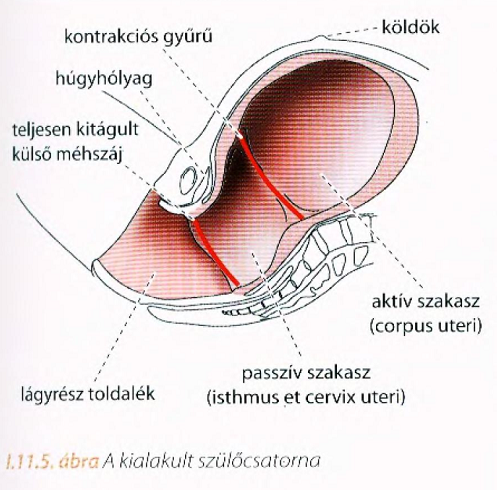 kontrakciós gyűrű
köldök
húgyhólyag
teljesen kitágult
külső méhszáj
aktív szakasz
(corpus uteri)
passzív szakasz
(isthmus et cervix uteri)
lágyrész toldalék
I.11.5. ábra A kialakult szülőcsatorna